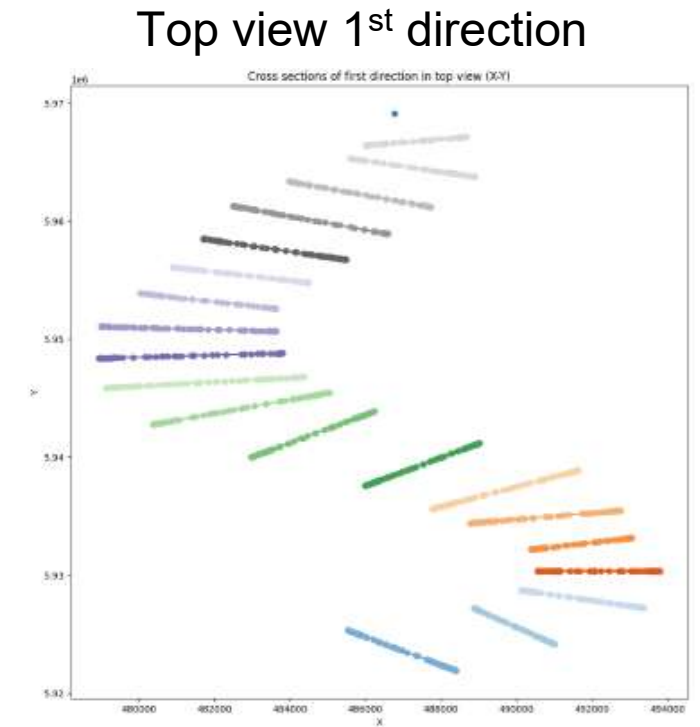 Top view 1st direction
Cross sections of first direction in top view (X-Y)
1e6
5.97
5.96
5.95
5.94
5.93
5.92
Y
480000 482000 484000 486000 488000 490000 492000 494000
X